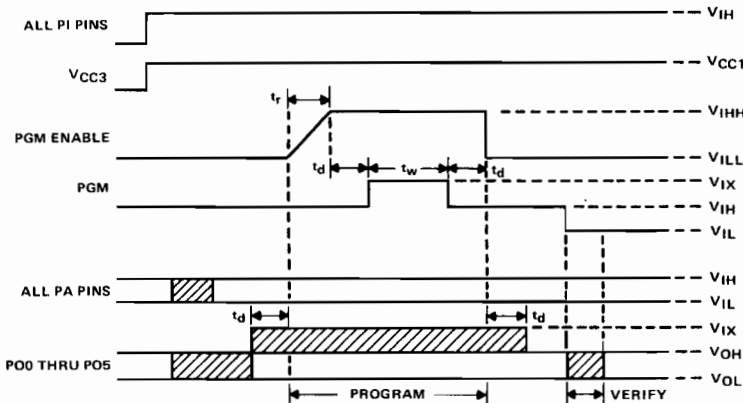 ALL PI PINS
VIH
VCC3
VCC1
tr
VIHH
PGM ENABLE
VILL
td
tw
td
PGM
VIX
VIH
VIL
ALL PA PINS
VIH
VIL
td
td
VIX
VOH
PO0 THRU PO5
VOL
PROGRAM
VERIFY